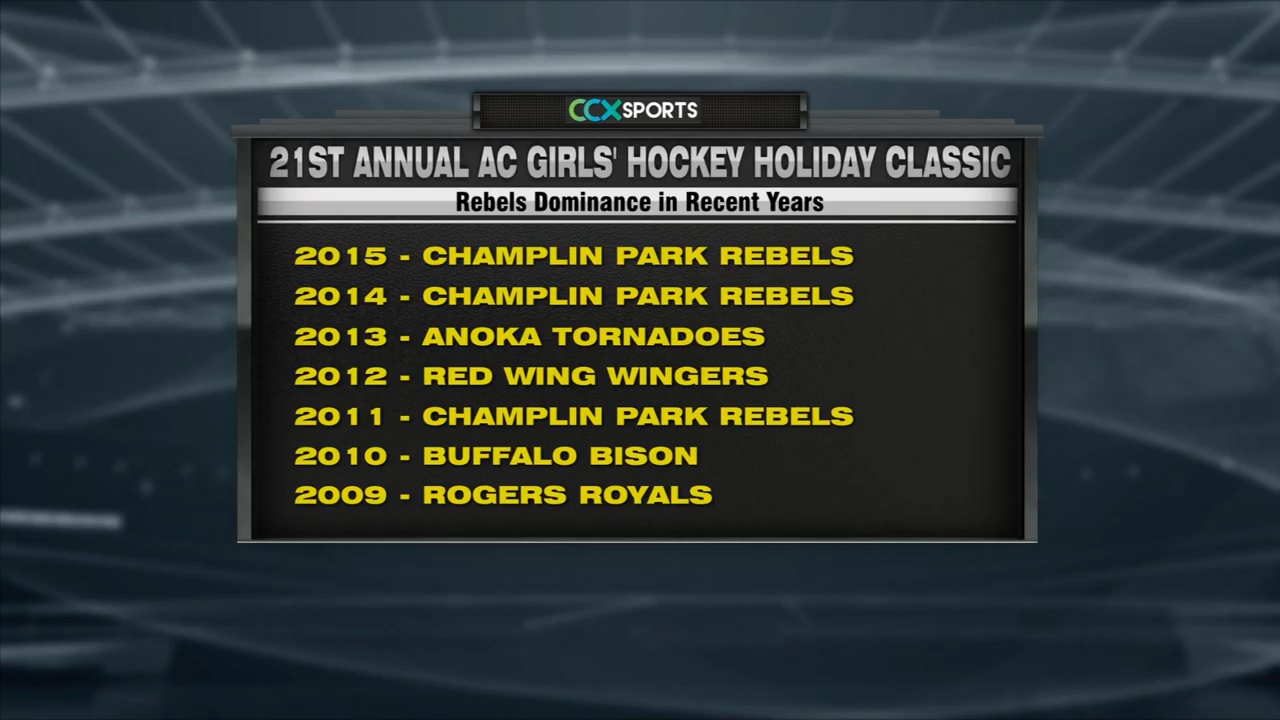 CCXSPORTS
21ST ANNUAL AC GIRLS' HOCKEY HOLIDAY CLASSIC
Rebels Dominance in Recent Years
2015 - CHAMPLIN PARK REBELS
2014 - CHAMPLIN PARK REBELS
2013 - ANOKA TORNADOES
2012 - RED WING WINGERS
2011 - CHAMPLIN PARK REBELS
2010 - BUFFALO BISON
2009 - ROGERS ROYALS